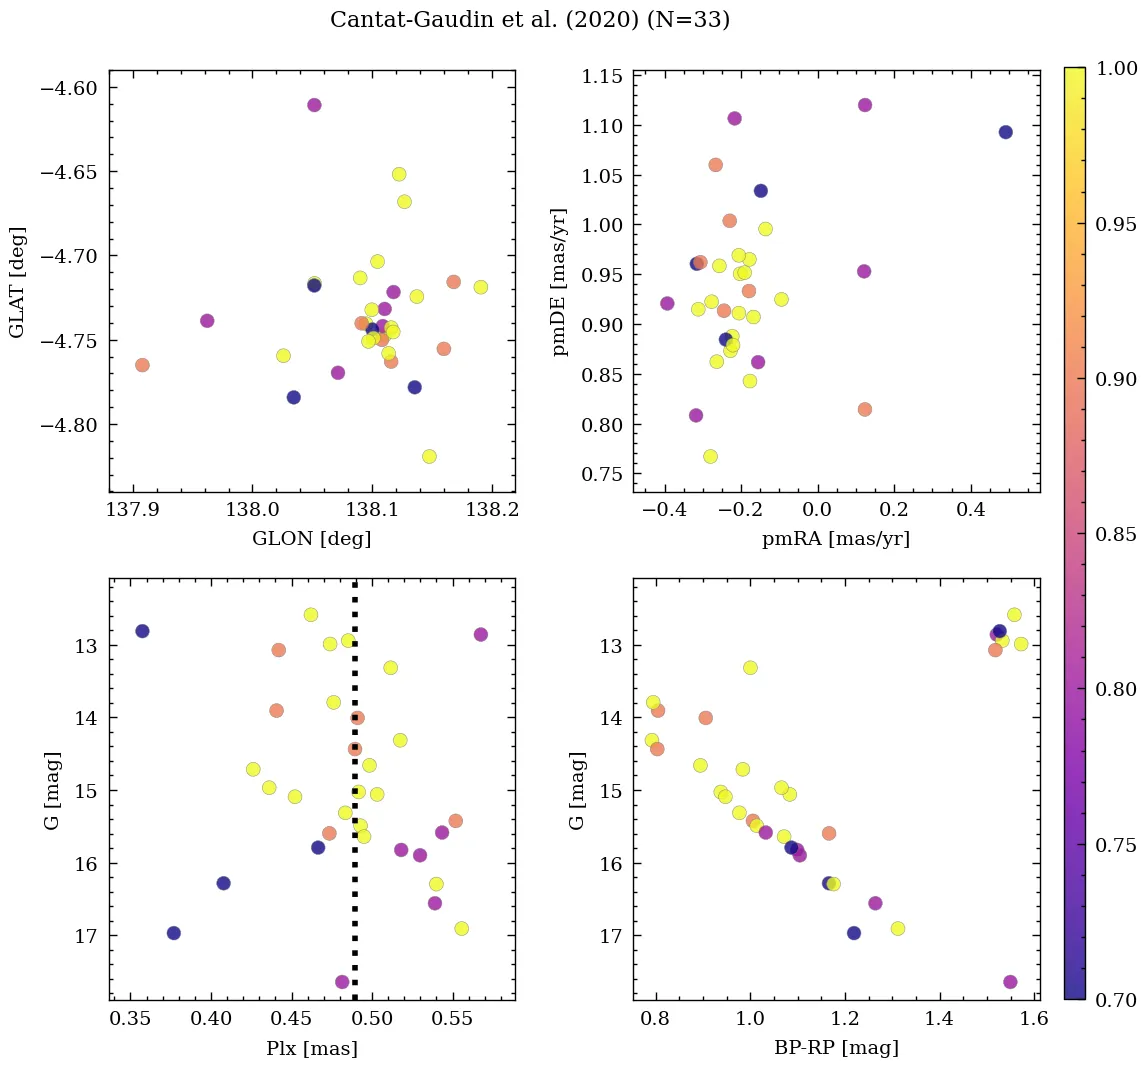 Cantat-Gaudin et al. (2020) (N=33)
−4.60
−4.65
−4.70
−4.75
−4.80
GLAT [deg]
137.9 138.0 138.1 138.2
GLON [deg]
1.15
1.10
1.05
1.00
0.95
0.90
0.85
0.80
0.75
pmDE [mas/yr]
−0.4 −0.2 0.0 0.2 0.4
pmRA [mas/yr]
13
14
15
16
17
G [mag]
0.35 0.40 0.45 0.50 0.55
Plx [mas]
13
14
15
16
17
G [mag]
0.8 1.0 1.2 1.4 1.6
BP-RP [mag]
1.00
0.95
0.90
0.85
0.80
0.75
0.70